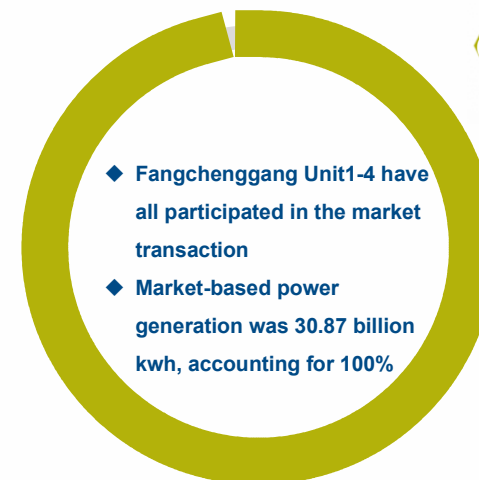 ◆ Fangchenggang Unit1-4 have
all participated in the market
transaction
◆ Market-based power
generation was 30.87 billion
kwh, accounting for 100%